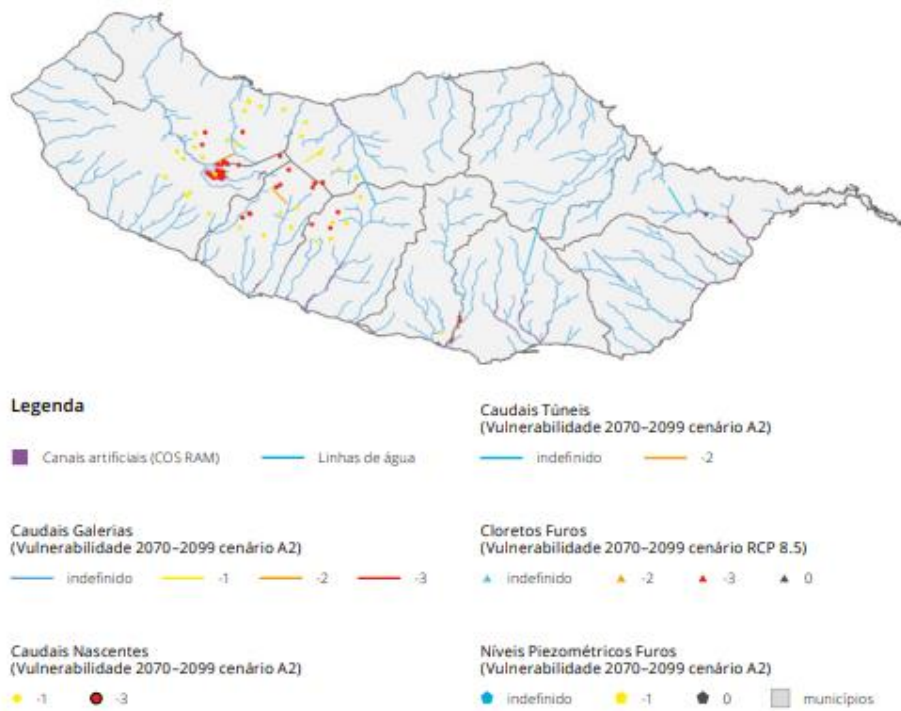 Legenda
Canais artificiais (COS RAM)
Linhas de água
Caudais Túneis
(Vulnerabilidade 2070–2099 cenário A2)
indefinido
-2
Caudais Galerias
(Vulnerabilidade 2070–2099 cenário A2)
indefinido
-1
-2
-3
Cloretos Furos
(Vulnerabilidade 2070–2099 cenário RCP 8.5)
indefinido
-2
-3
0
Caudais Nascentes
(Vulnerabilidade 2070–2099 cenário A2)
-1
-3
Níveis Piezométricos Furos
(Vulnerabilidade 2070–2099 cenário A2)
indefinido
-1
0
municípios